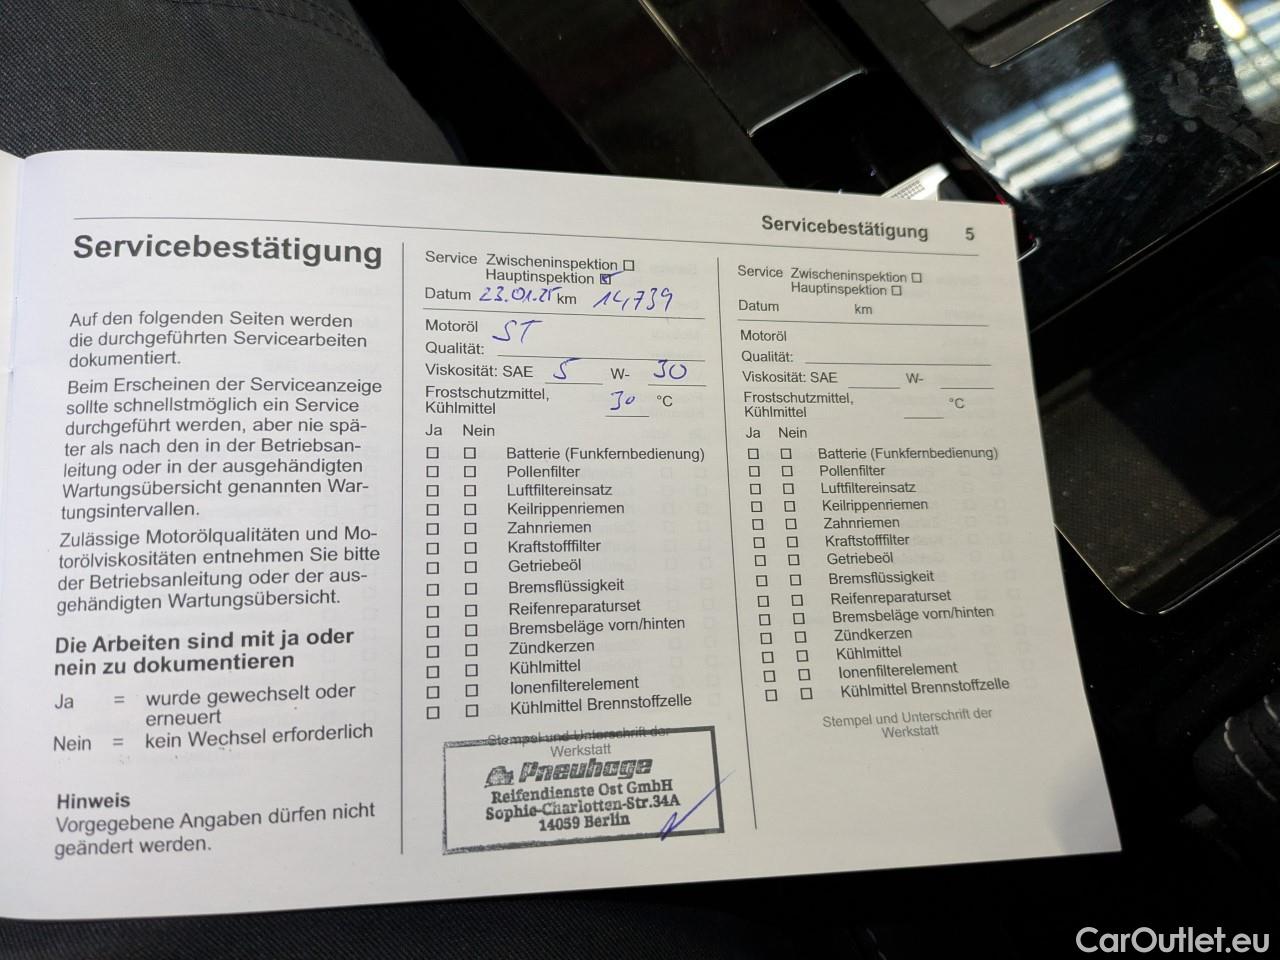 Servicebestätigung 5
Servicebestätigung
Auf den folgenden Seiten werden
die durchgeführten Servicearbeiten
dokumentiert.
Beim Erscheinen der Serviceanzeige
sollte schnellstmöglich ein Service
durchgeführt werden, aber nie spä-
ter als nach den in der Betriebsan-
leitung oder in der ausgehändigten
Wartungsübersicht genannten War-
tungsintervallen.
Zulässige Motorölqualitäten und Mo-
torölviskositäten entnehmen Sie bitte
der Betriebsanleitung oder der aus-
gehändigten Wartungsübersicht.
Die Arbeiten sind mit ja oder
nein zu dokumentieren
Ja = wurde gewechselt oder
erneuert
Nein = kein Wechsel erforderlich
Hinweis
Vorgegebene Angaben dürfen nicht
geändert werden.
Service Zwischeninspektion ☐
Hauptinspektion ☒
Datum 23.01.25 km 14,739
Motoröl ST
Qualität:
Viskosität: SAE 5 W- 30
Frostschutzmittel,
Kühlmittel 30 °C
Ja Nein
☐ ☐ Batterie (Funkfernbedienung)
☐ ☐ Pollenfilter
☐ ☐ Luftfiltereinsatz
☐ ☐ Keilrippenriemen
☐ ☐ Zahnriemen
☐ ☐ Kraftstofffilter
☐ ☐ Getriebeöl
☐ ☐ Bremsflüssigkeit
☐ ☐ Reifenreparaturset
☐ ☐ Bremsbeläge vorn/hinten
☐ ☐ Zündkerzen
☐ ☐ Kühlmittel
☐ ☐ Ionenfilterelement
☐ ☐ Kühlmittel Brennstoffzelle
Stempel und Unterschrift der
Werkstatt
Pneuhage
Reifendienste Ost GmbH
Sophie-Charlotten-Str.34A
14059 Berlin
Service Zwischeninspektion ☐
Hauptinspektion ☐
Datum km
Motoröl
Qualität:
Viskosität: SAE W-
Frostschutzmittel,
Kühlmittel °C
Ja Nein
☐ ☐ Batterie (Funkfernbedienung)
☐ ☐ Pollenfilter
☐ ☐ Luftfiltereinsatz
☐ ☐ Keilrippenriemen
☐ ☐ Zahnriemen
☐ ☐ Kraftstofffilter
☐ ☐ Getriebeöl
☐ ☐ Bremsflüssigkeit
☐ ☐ Reifenreparaturset
☐ ☐ Bremsbeläge vorn/hinten
☐ ☐ Zündkerzen
☐ ☐ Kühlmittel
☐ ☐ Ionenfilterelement
☐ ☐ Kühlmittel Brennstoffzelle
Stempel und Unterschrift der
Werkstatt
CarOutlet.eu